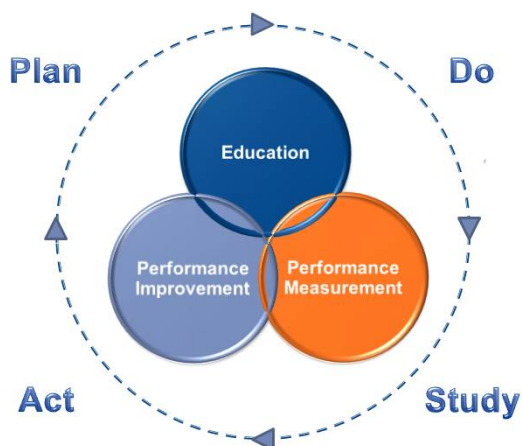 Plan
Do
Education
Performance
Improvement
Performance
Measurement
Act
Study